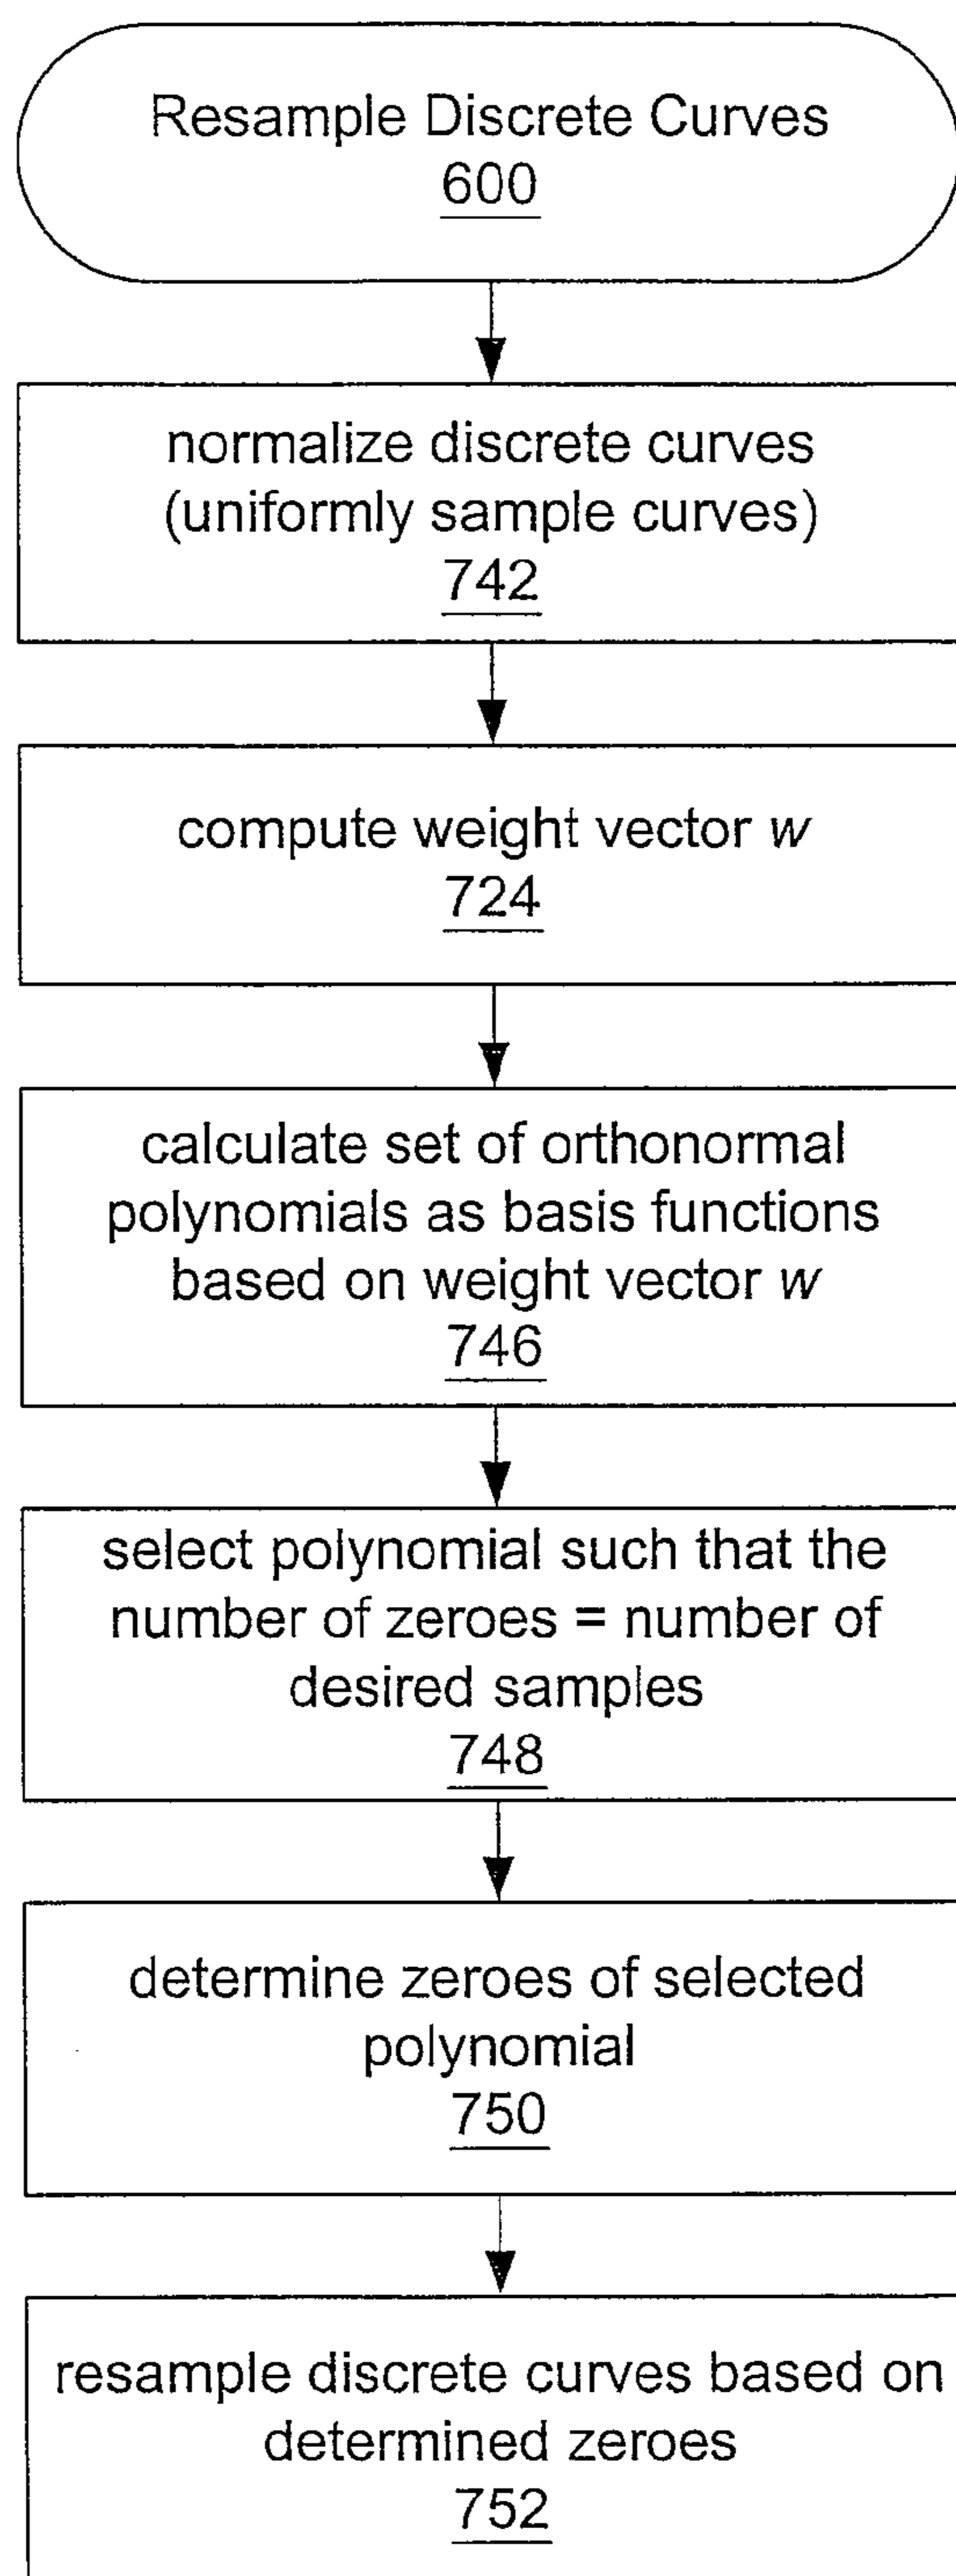 Resample Discrete Curves
600
normalize discrete curves
(uniformly sample curves)
742
compute weight vector w
724
calculate set of orthonormal
polynomials as basis functions
based on weight vector w
746
select polynomial such that the
number of zeroes = number of
desired samples
748
determine zeroes of selected
polynomial
750
resample discrete curves based on
determined zeroes
752